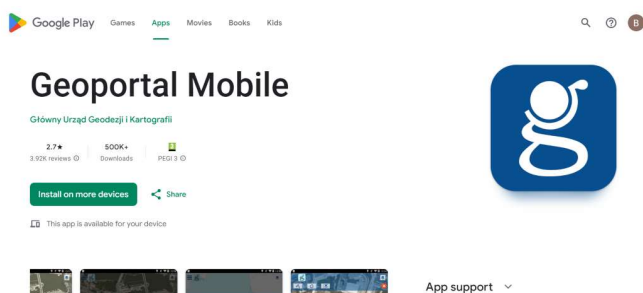 Google Play Games Apps Movies Books Kids B
Geoportal Mobile
Główny Urząd Geodezji i Kartografii
2.7★ 500K+
3.92K reviews Downloads PEGI 3
Install on more devices Share
This app is available for your device
App support